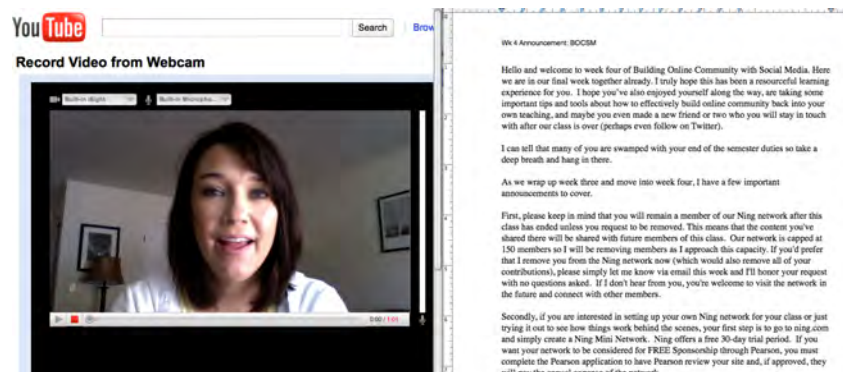 You Tube
Search
Brow
Record Video from Webcam
Built-in iSight
Built-in Micropho...
0:00 / 1:01
Wk 4 Announcement: BOCSM
Hello and welcome to week four of Building Online Community with Social Media. Here
we are in our final week together already. I truly hope this has been a resourceful learning
experience for you. I hope you've also enjoyed yourself along the way, are taking some
important tips and tools about how to effectively build online community back into your
own teaching, and maybe you even made a new friend or two who you will stay in touch
with after our class is over (perhaps even follow on Twitter).
I can tell that many of you are swamped with your end of the semester duties so take a
deep breath and hang in there.
As we wrap up week three and move into week four, I have a few important
announcements to cover.
First, please keep in mind that you will remain a member of our Ning network after this
class has ended unless you request to be removed. This means that the content you've
shared there will be shared with future members of this class. Our network is capped at
150 members so I will be removing members as I approach this capacity. If you'd prefer
that I remove you from the Ning network now (which would also remove all of your
contributions), please simply let me know via email this week and I'll honor your request
with no questions asked. If I don't hear from you, you're welcome to visit the network in
the future and connect with other members.
Secondly, if you are interested in setting up your own Ning network for your class or just
trying it out to see how things work behind the scenes, your first step is to go to ning.com
and simply create a Ning Mini Network. Ning offers a free 30-day trial period. If you
want your network to be considered for FREE Sponsorship through Pearson, you must
complete the Pearson application to have Pearson review your site and, if approved, they